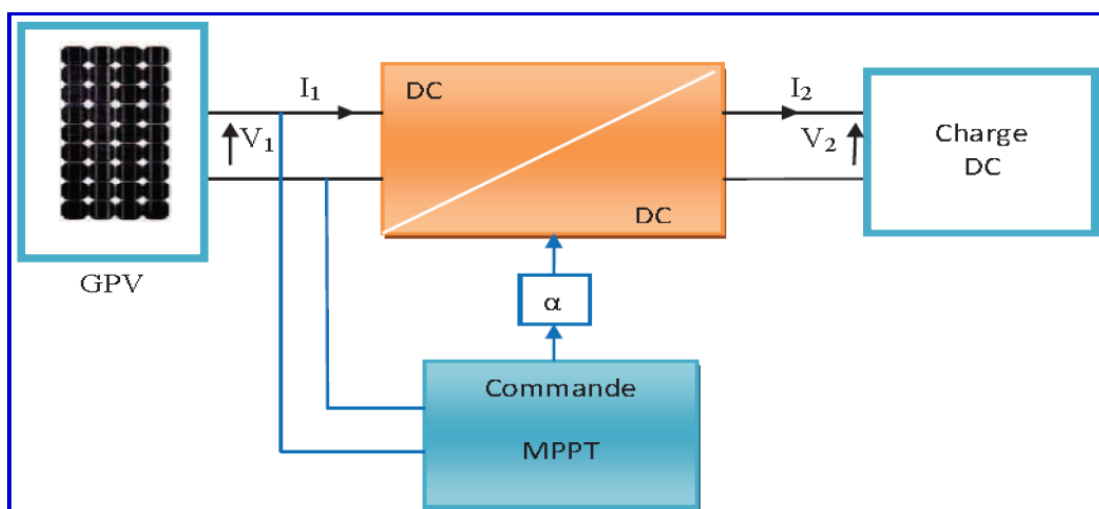 I₁
DC
I₂
V₁
V₂
Charge
DC
DC
GPV
α
Commande
MPPT